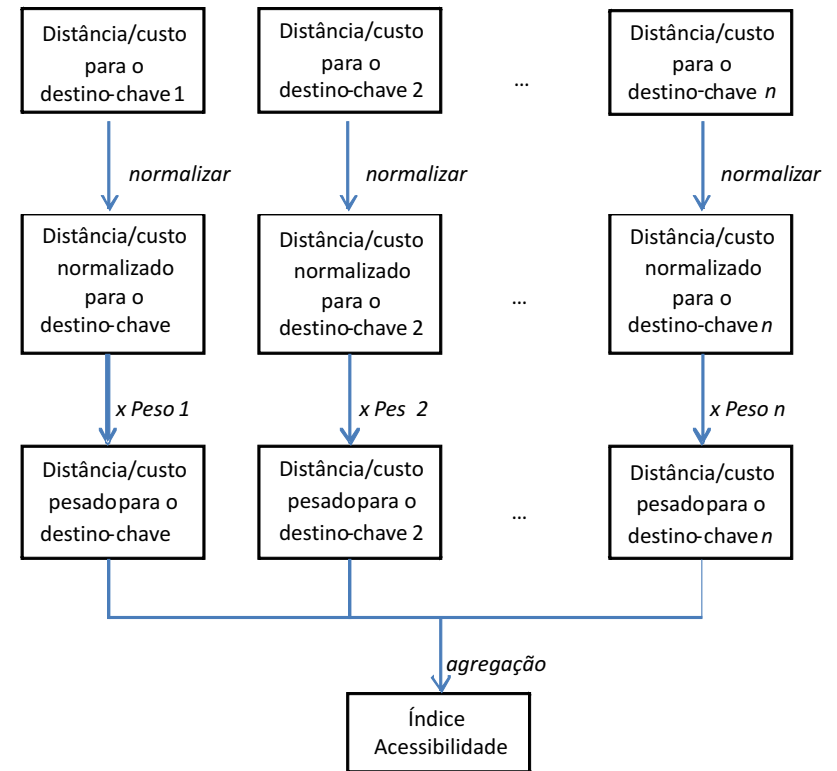 Distância/custo
para o
destino-chave 1
Distância/custo
para o
destino-chave 2
...
Distância/custo
para o
destino-chave n
normalizar
normalizar
normalizar
Distância/custo
normalizado
para o
destino-chave
Distância/custo
normalizado
para o
destino-chave 2
...
Distância/custo
normalizado
para o
destino-chave n
x Peso 1
x Pes 2
x Peso n
Distância/custo
pesado para o
destino-chave
Distância/custo
pesado para o
destino-chave 2
...
Distância/custo
pesado para o
destino-chave n
agregação
Índice
Acessibilidade